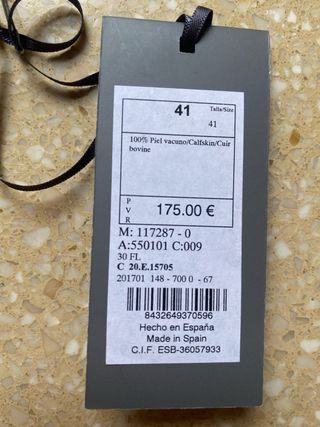 41 Talla/Size
41
100% Piel vacuno/Calfskin/Cuir
bovine
P
V
R
175.00 €
M: 117287 - 0
A:550101 C:009
30 FL
C 20.E.15705
201701 148 - 700 0 - 67
8432649370596
Hecho en España
Made in Spain
C.I.F. ESB-36057933